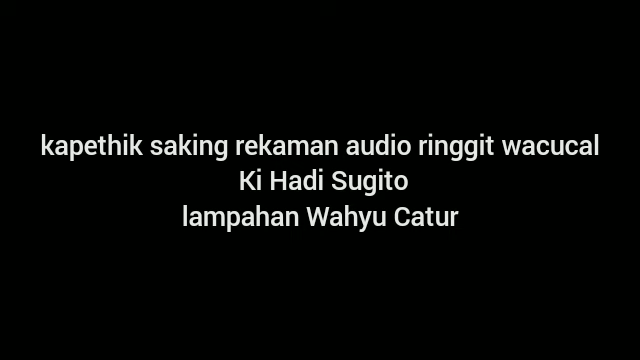 kapethik saking rekaman audio ringgit wacucal
Ki Hadi Sugito
lampahan Wahyu Catur